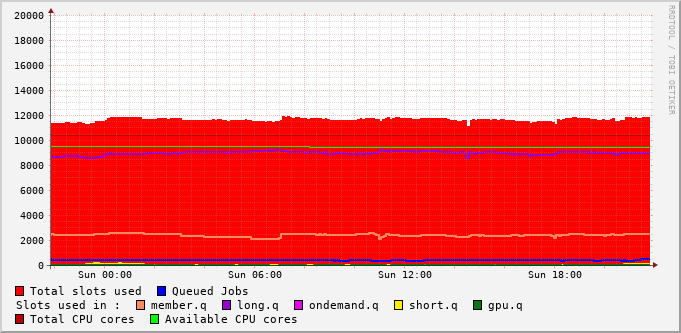 RRDTOOL / TOBI OETIKER
20000
18000
16000
14000
12000
10000
8000
6000
4000
2000
0
Sun 00:00 Sun 06:00 Sun 12:00 Sun 18:00
Total slots used Queued Jobs
Slots used in : member.q long.q ondemand.q short.q gpu.q
Total CPU cores Available CPU cores